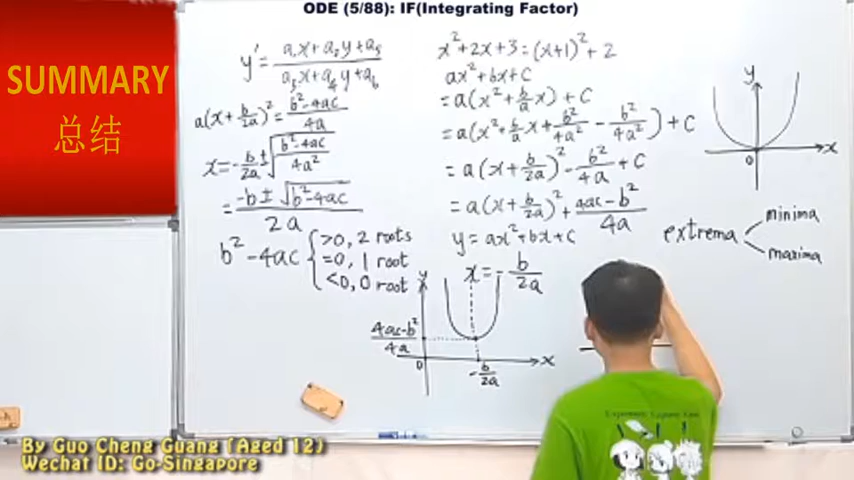 ODE (5/88): IF(Integrating Factor)
SUMMARY
总结
y' = (a₁x+a₂y+a₅)/(a₃x+a₄y+a₆)
a(x+b/2a)² = (b²-4ac)/4a
x = -b/2a ± √((b²-4ac)/4a²)
= (-b±√(b²-4ac))/2a
b²-4ac { >0, 2 roots
=0, 1 root
<0, 0 root
x²+2x+3=(x+1)²+2
ax²+bx+c
=a(x²+b/a x)+c
=a(x²+b/a x+b²/4a²-b²/4a²)+c
=a(x+b/2a)²-b²/4a+c
=a(x+b/2a)²+(4ac-b²)/4a
y=ax²+bx+c
x=-b/2a
y
(4ac-b²)/4a
0
-b/2a
x
y
0
x
extrema
minima
maxima
By Guo Cheng Guang (Aged 12)
Wechat ID: Go-Singapore